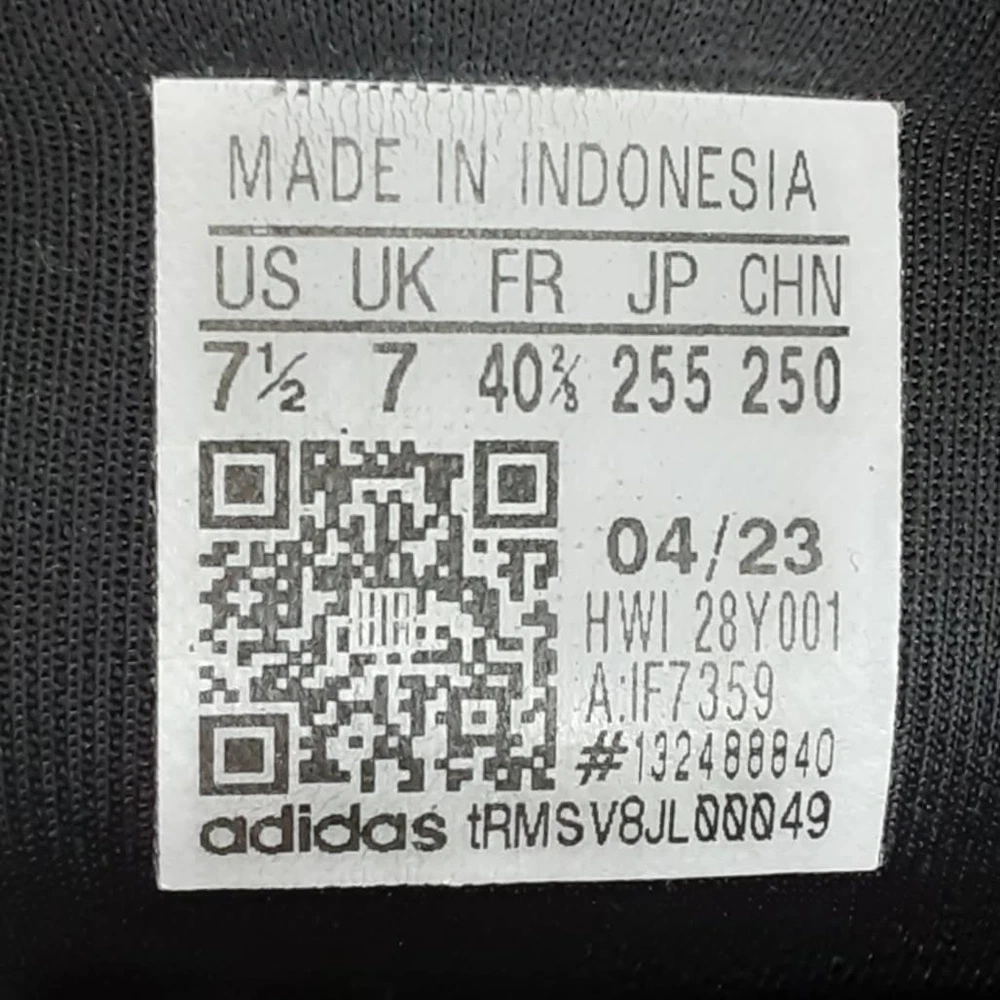 MADE IN INDONESIA
US UK FR JP CHN
7½ 7 40⅔ 255 250
04/23
HWI 28Y001
A:IF7359
#132488840
adidas tRMSV8JL00049